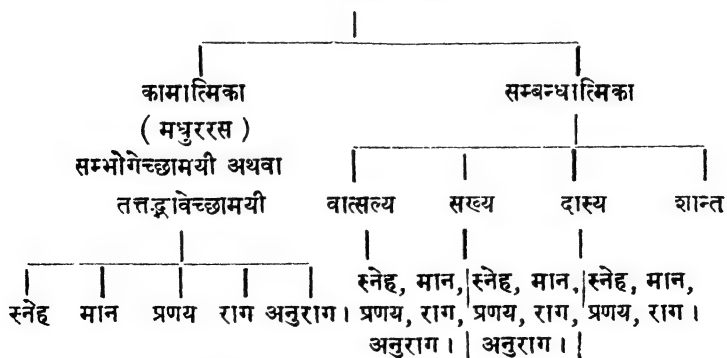 कामात्मिका सम्बन्धात्मिका
( मधुररस )
सम्भोगेच्छामयी अथवा
तत्तद्भावेच्छामयी वात्सल्य सख्य दास्य शान्त
स्नेह, मान, स्नेह, मान, स्नेह, मान,
स्नेह मान प्रणय राग अनुराग। प्रणय, राग, प्रणय, राग, प्रणय, राग।
अनुराग। अनुराग।